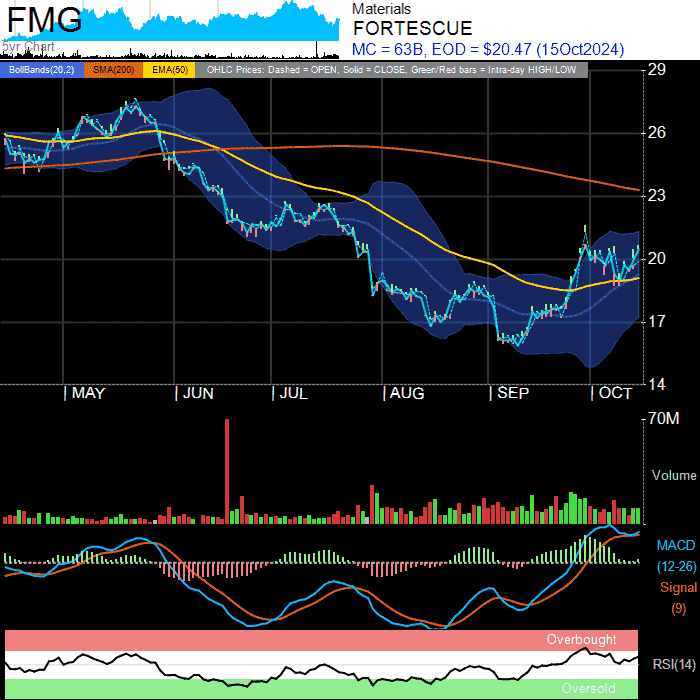 FMG
5yr Chart
Materials
FORTESCUE
MC = 63B, EOD = $20.47 (15Oct2024)
BollBands(20,2) SMA(200) EMA(50) OHLC Prices: Dashed = OPEN, Solid = CLOSE, Green/Red bars = Intra-day HIGH/LOW
29
26
23
20
17
14
MAY JUN JUL AUG SEP OCT
70M
Volume
MACD
(12-26)
Signal
(9)
Overbought
RSI(14)
Oversold